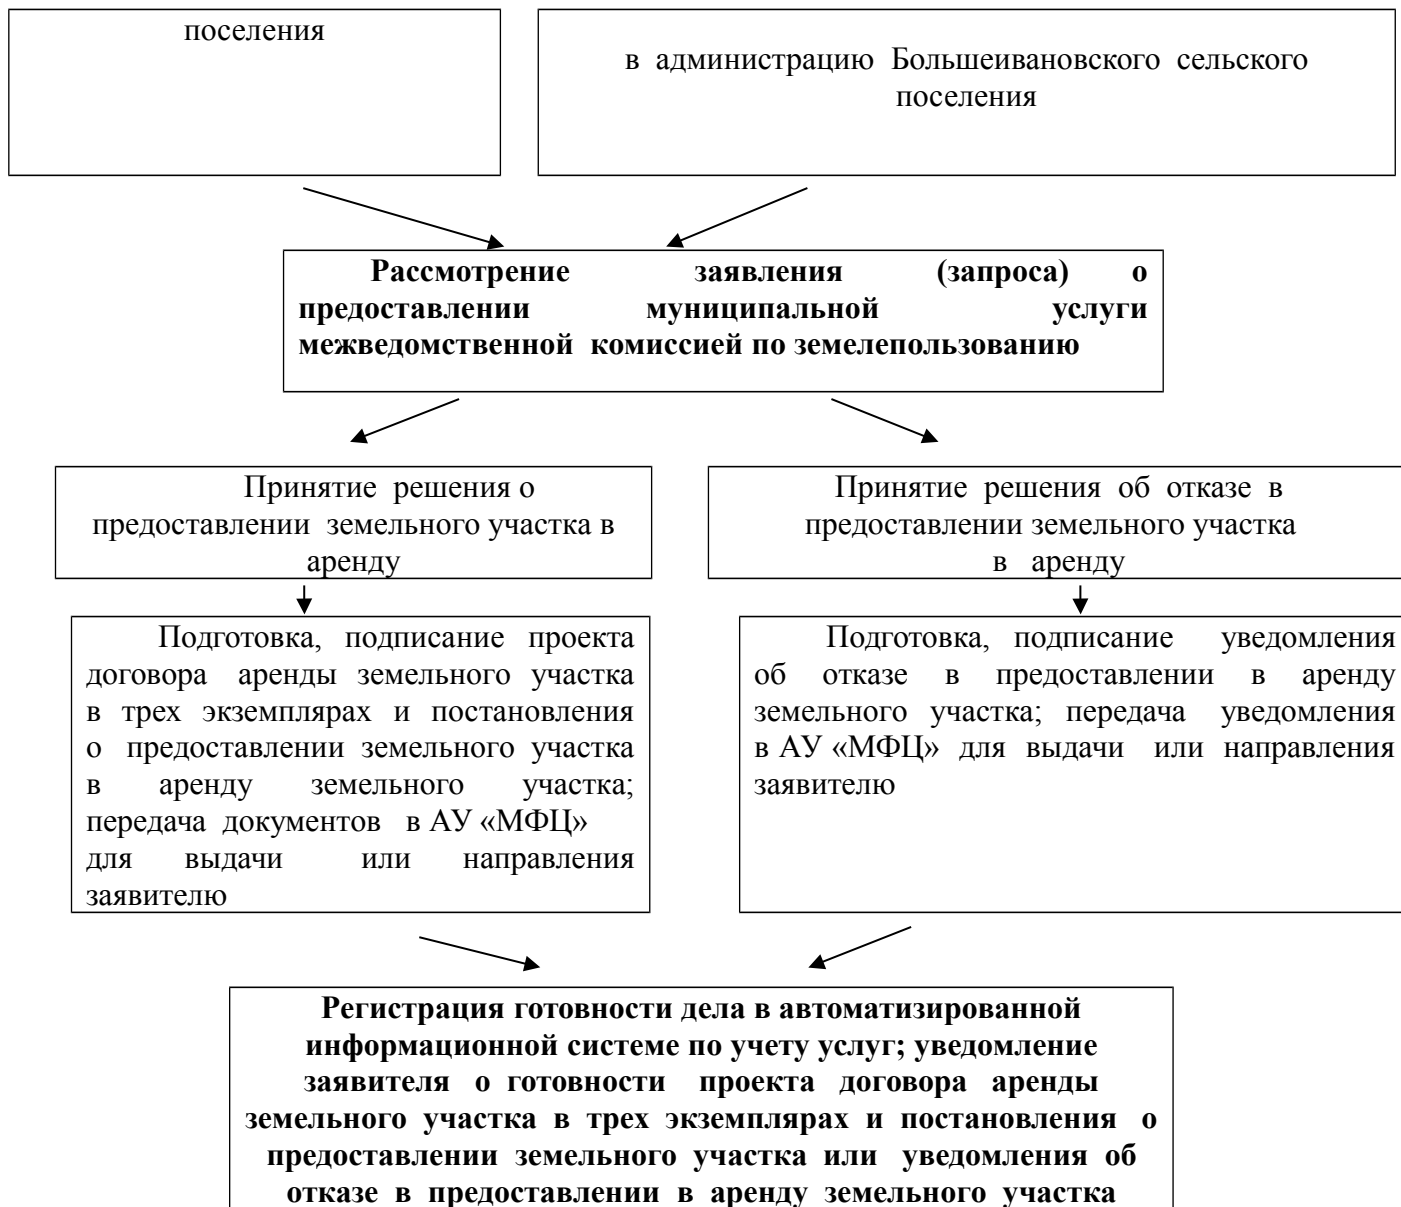 поселения
в администрацию Большеивановского сельского
поселения
Рассмотрение заявления (запроса) о
предоставлении муниципальной услуги
межведомственной комиссией по земелепользованию
Принятие решения о
предоставлении земельного участка в
аренду
Принятие решения об отказе в
предоставлении земельного участка
в аренду
Подготовка, подписание проекта
договора аренды земельного участка
в трех экземплярах и постановления
о предоставлении земельного участка
в аренду земельного участка;
передача документов в АУ «МФЦ»
для выдачи или направления
заявителю
Подготовка, подписание уведомления
об отказе в предоставлении в аренду
земельного участка; передача уведомления
в АУ «МФЦ» для выдачи или направления
заявителю
Регистрация готовности дела в автоматизированной
информационной системе по учету услуг; уведомление
заявителя о готовности проекта договора аренды
земельного участка в трех экземплярах и постановления о
предоставлении земельного участка или уведомления об
отказе в предоставлении в аренду земельного участка